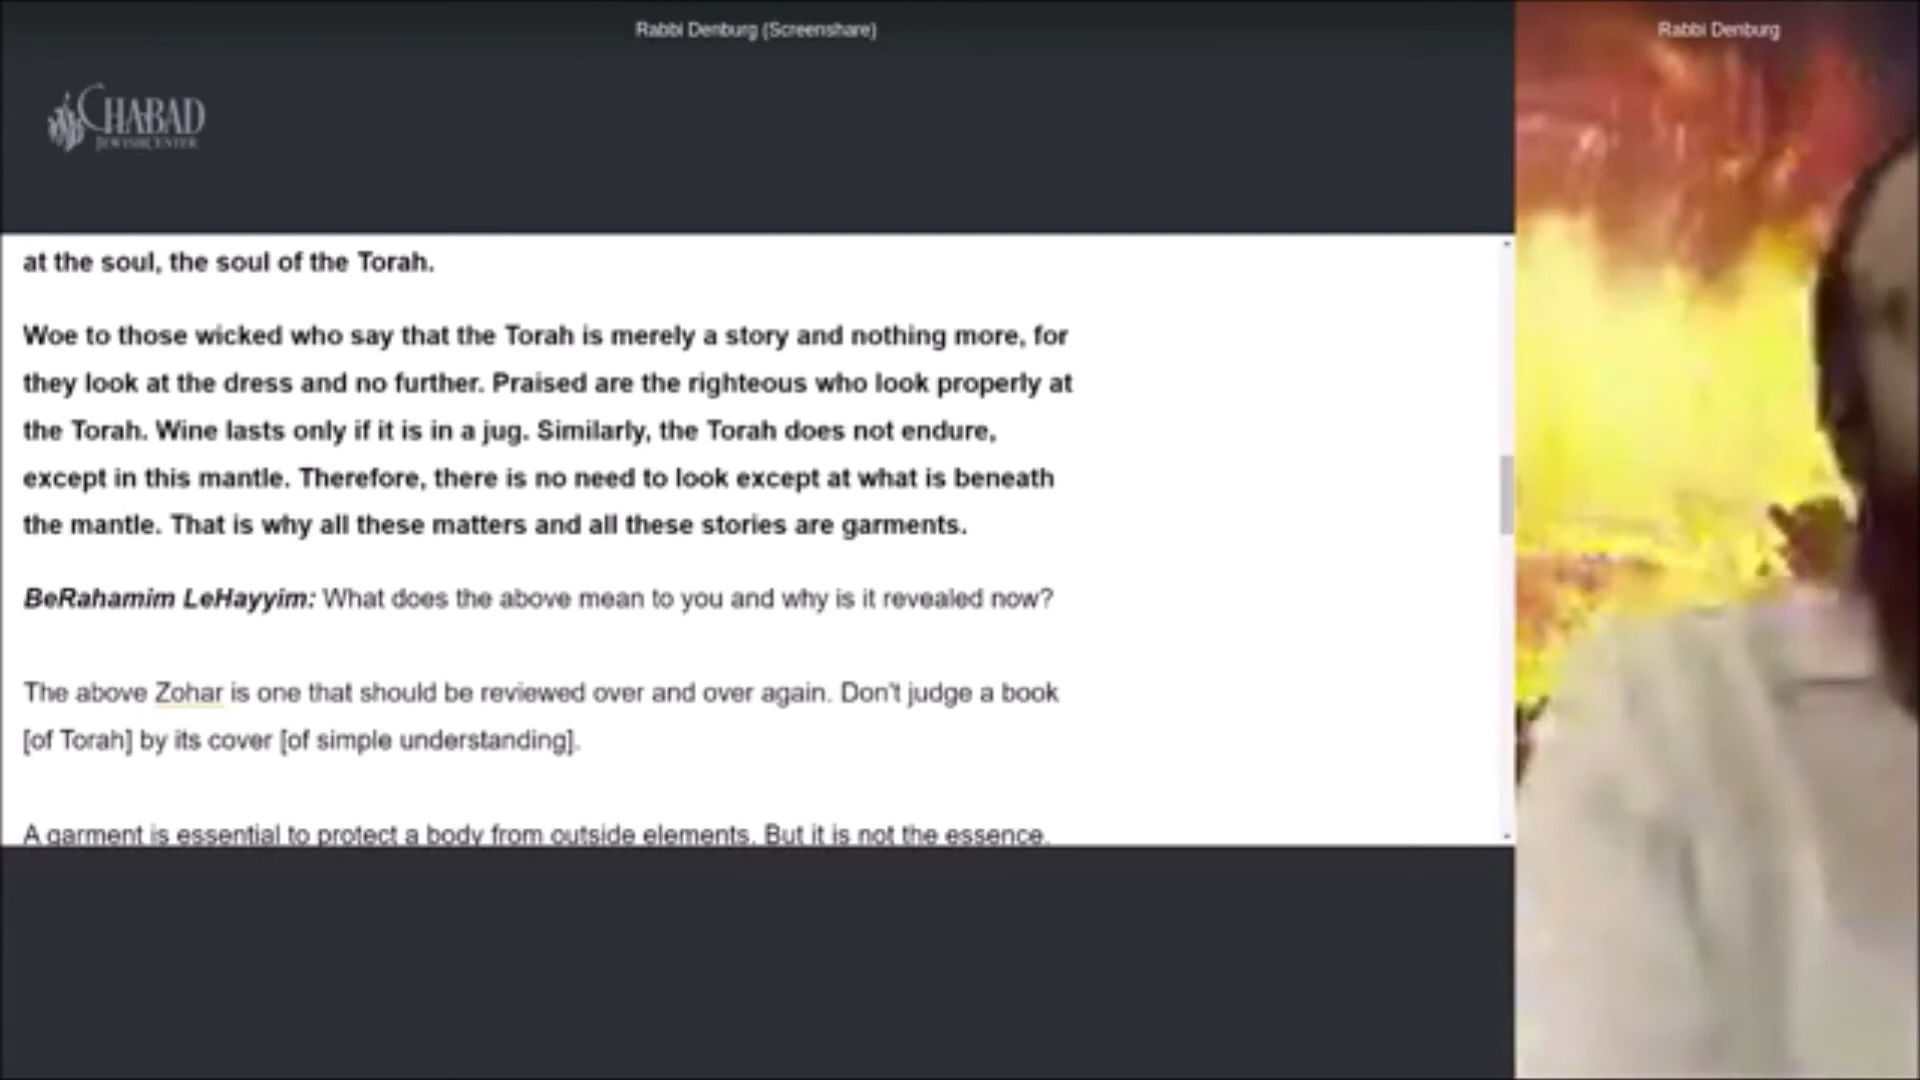 Rabbi Denburg (Screenshare)
Rabbi Denburg
CHABAD
JEWISH CENTER
at the soul, the soul of the Torah.
Woe to those wicked who say that the Torah is merely a story and nothing more, for
they look at the dress and no further. Praised are the righteous who look properly at
the Torah. Wine lasts only if it is in a jug. Similarly, the Torah does not endure,
except in this mantle. Therefore, there is no need to look except at what is beneath
the mantle. That is why all these matters and all these stories are garments.
BeRahamim LeHayyim: What does the above mean to you and why is it revealed now?
The above Zohar is one that should be reviewed over and over again. Don't judge a book
[of Torah] by its cover [of simple understanding].
A garment is essential to protect a body from outside elements. But it is not the essence.